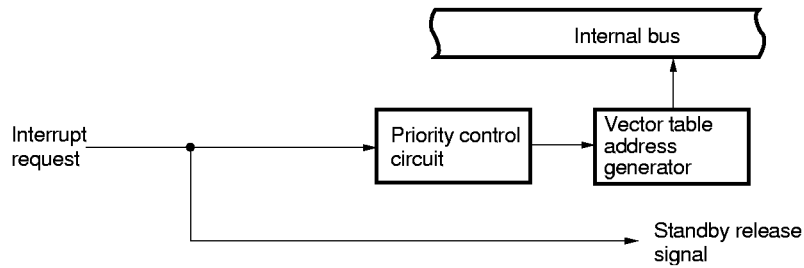 Internal bus
Interrupt
request
Priority control
circuit
Vector table
address
generator
Standby release
signal